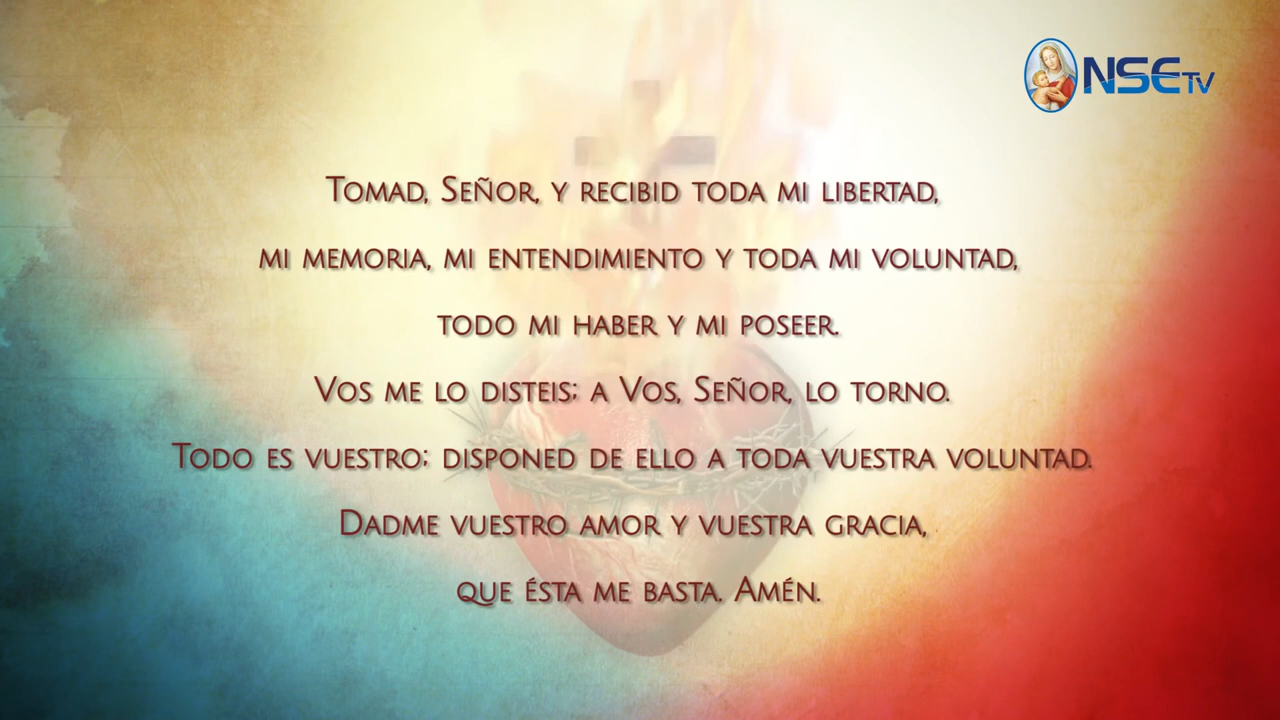 NSE TV
Tomad, Señor, y recibid toda mi libertad,
mi memoria, mi entendimiento y toda mi voluntad,
todo mi haber y mi poseer.
Vos me lo disteis; a Vos, Señor, lo torno.
Todo es vuestro; disponed de ello a toda vuestra voluntad.
Dadme vuestro amor y vuestra gracia,
que ésta me basta. Amén.